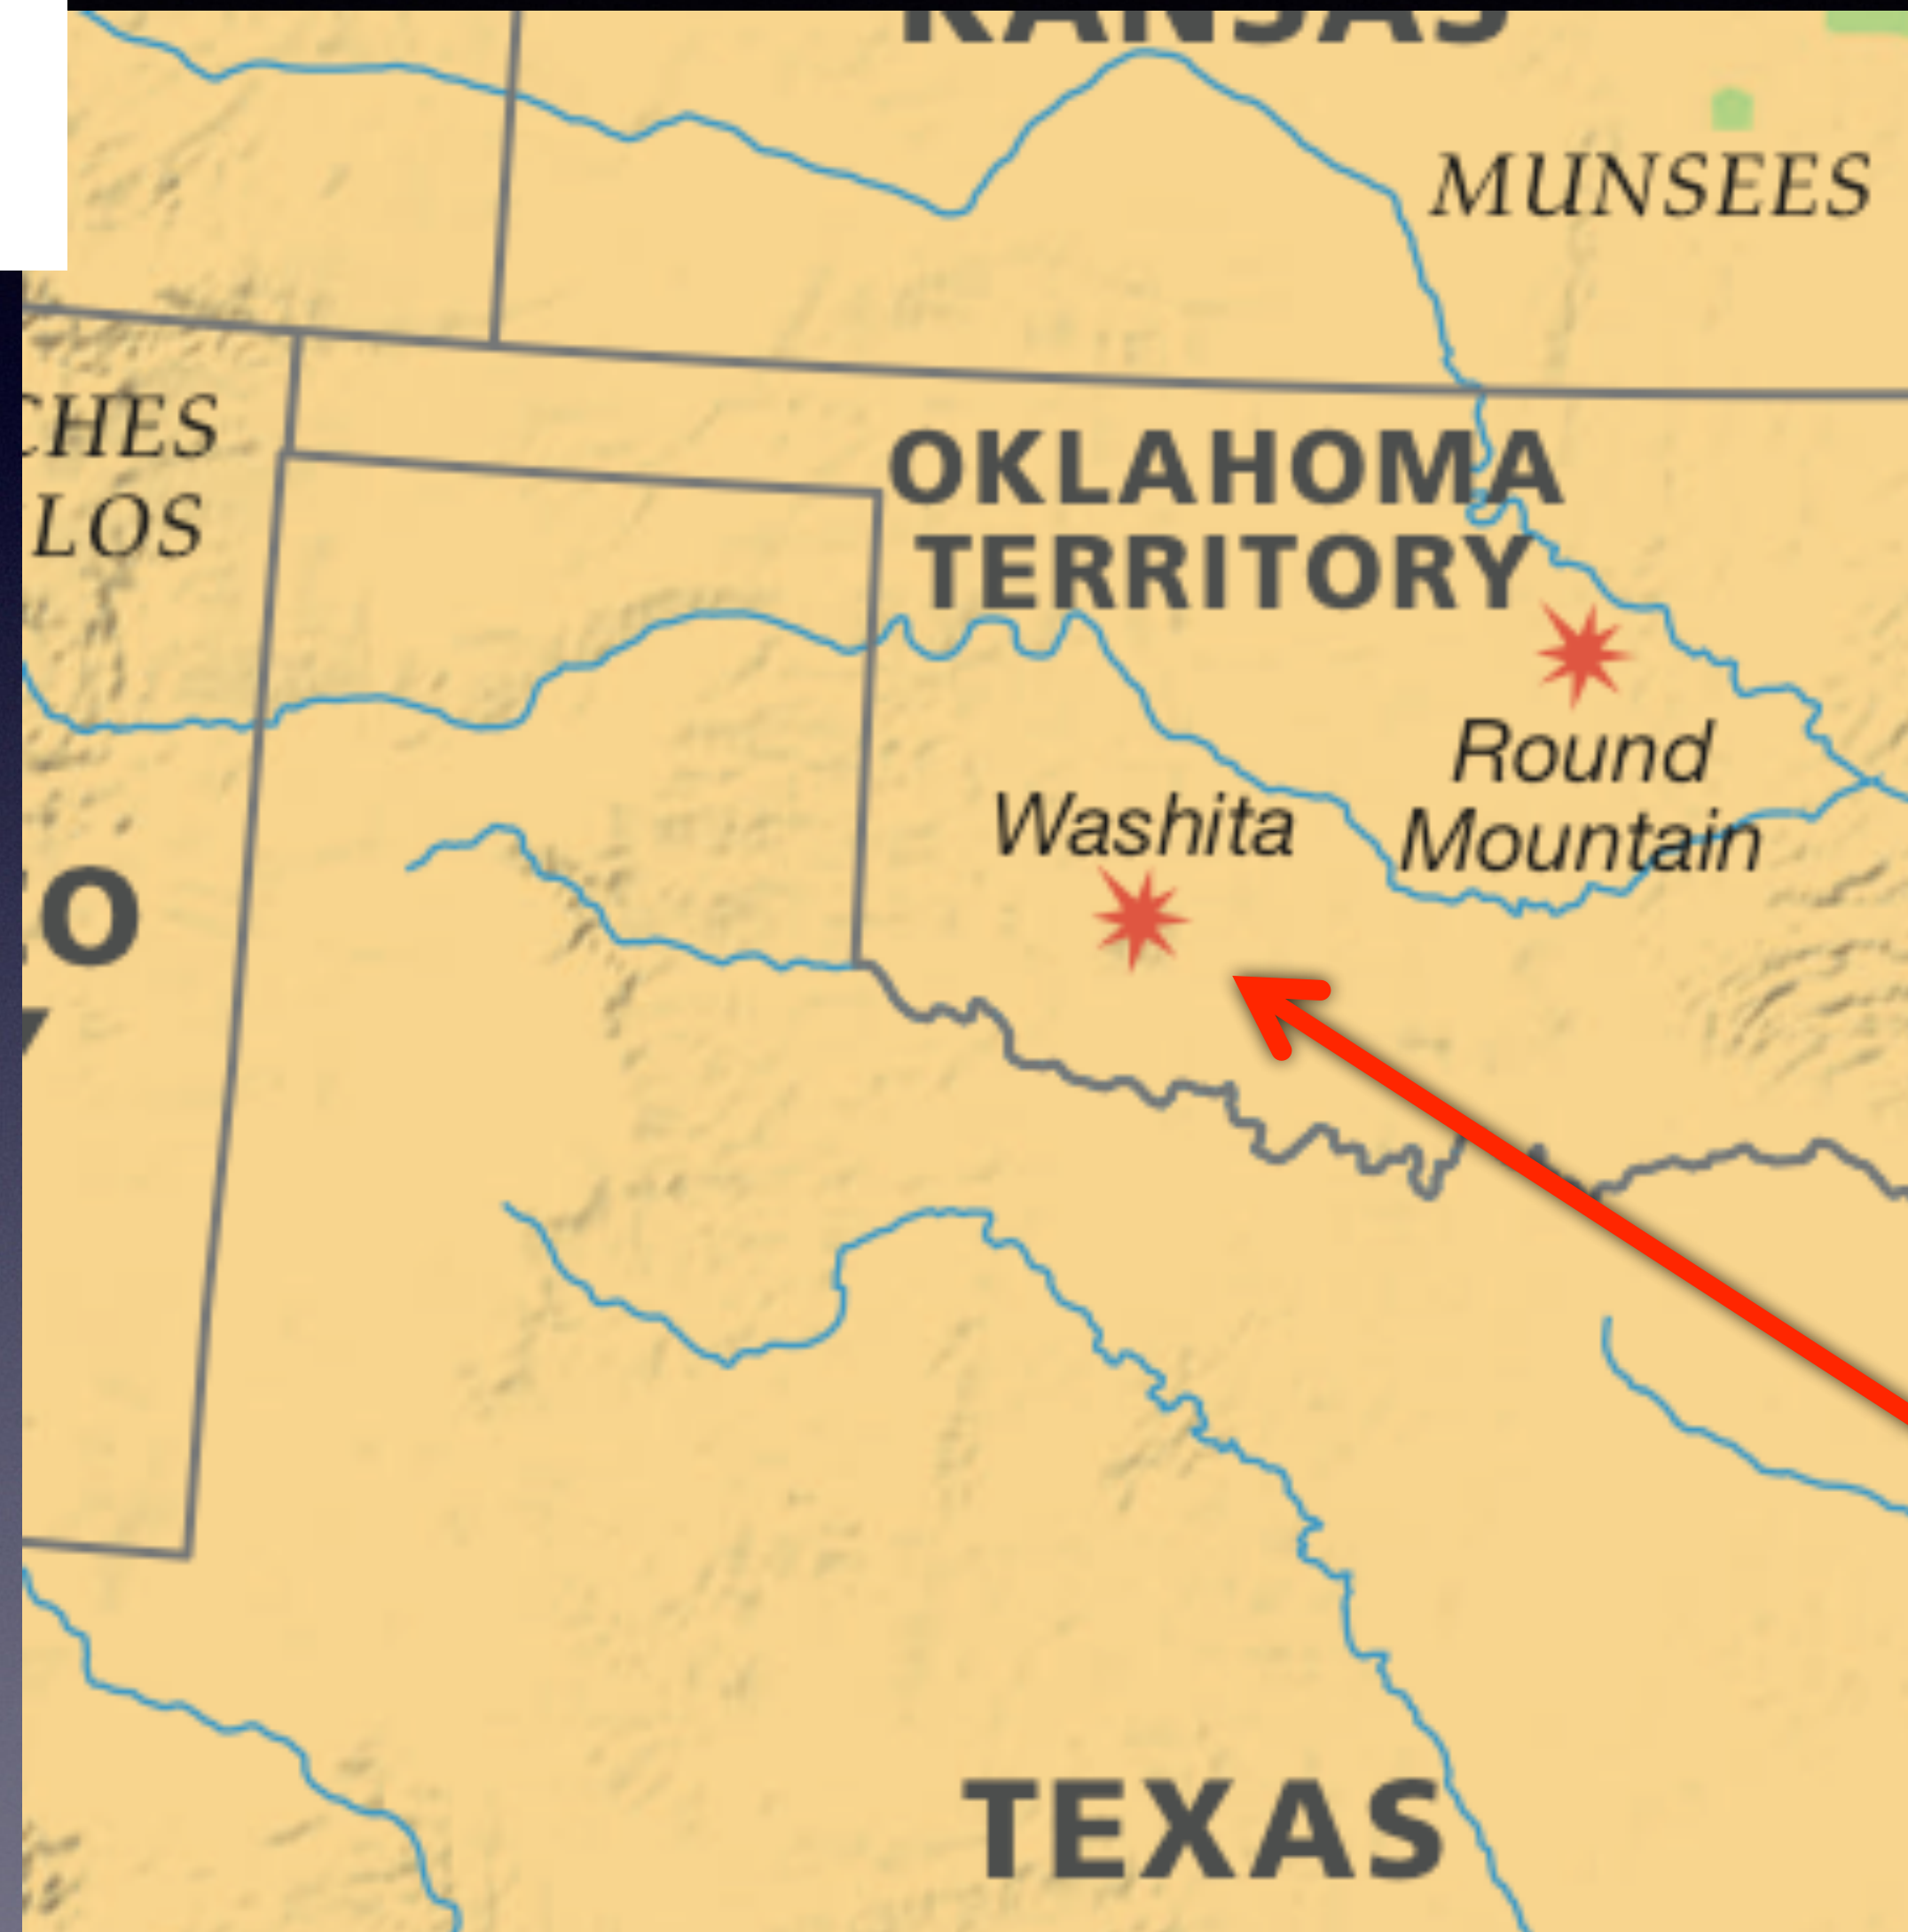 KANSAS
MUNSEES
CHES
LOS
OKLAHOMA
TERRITORY
Round
Mountain
Washita
O
TEXAS